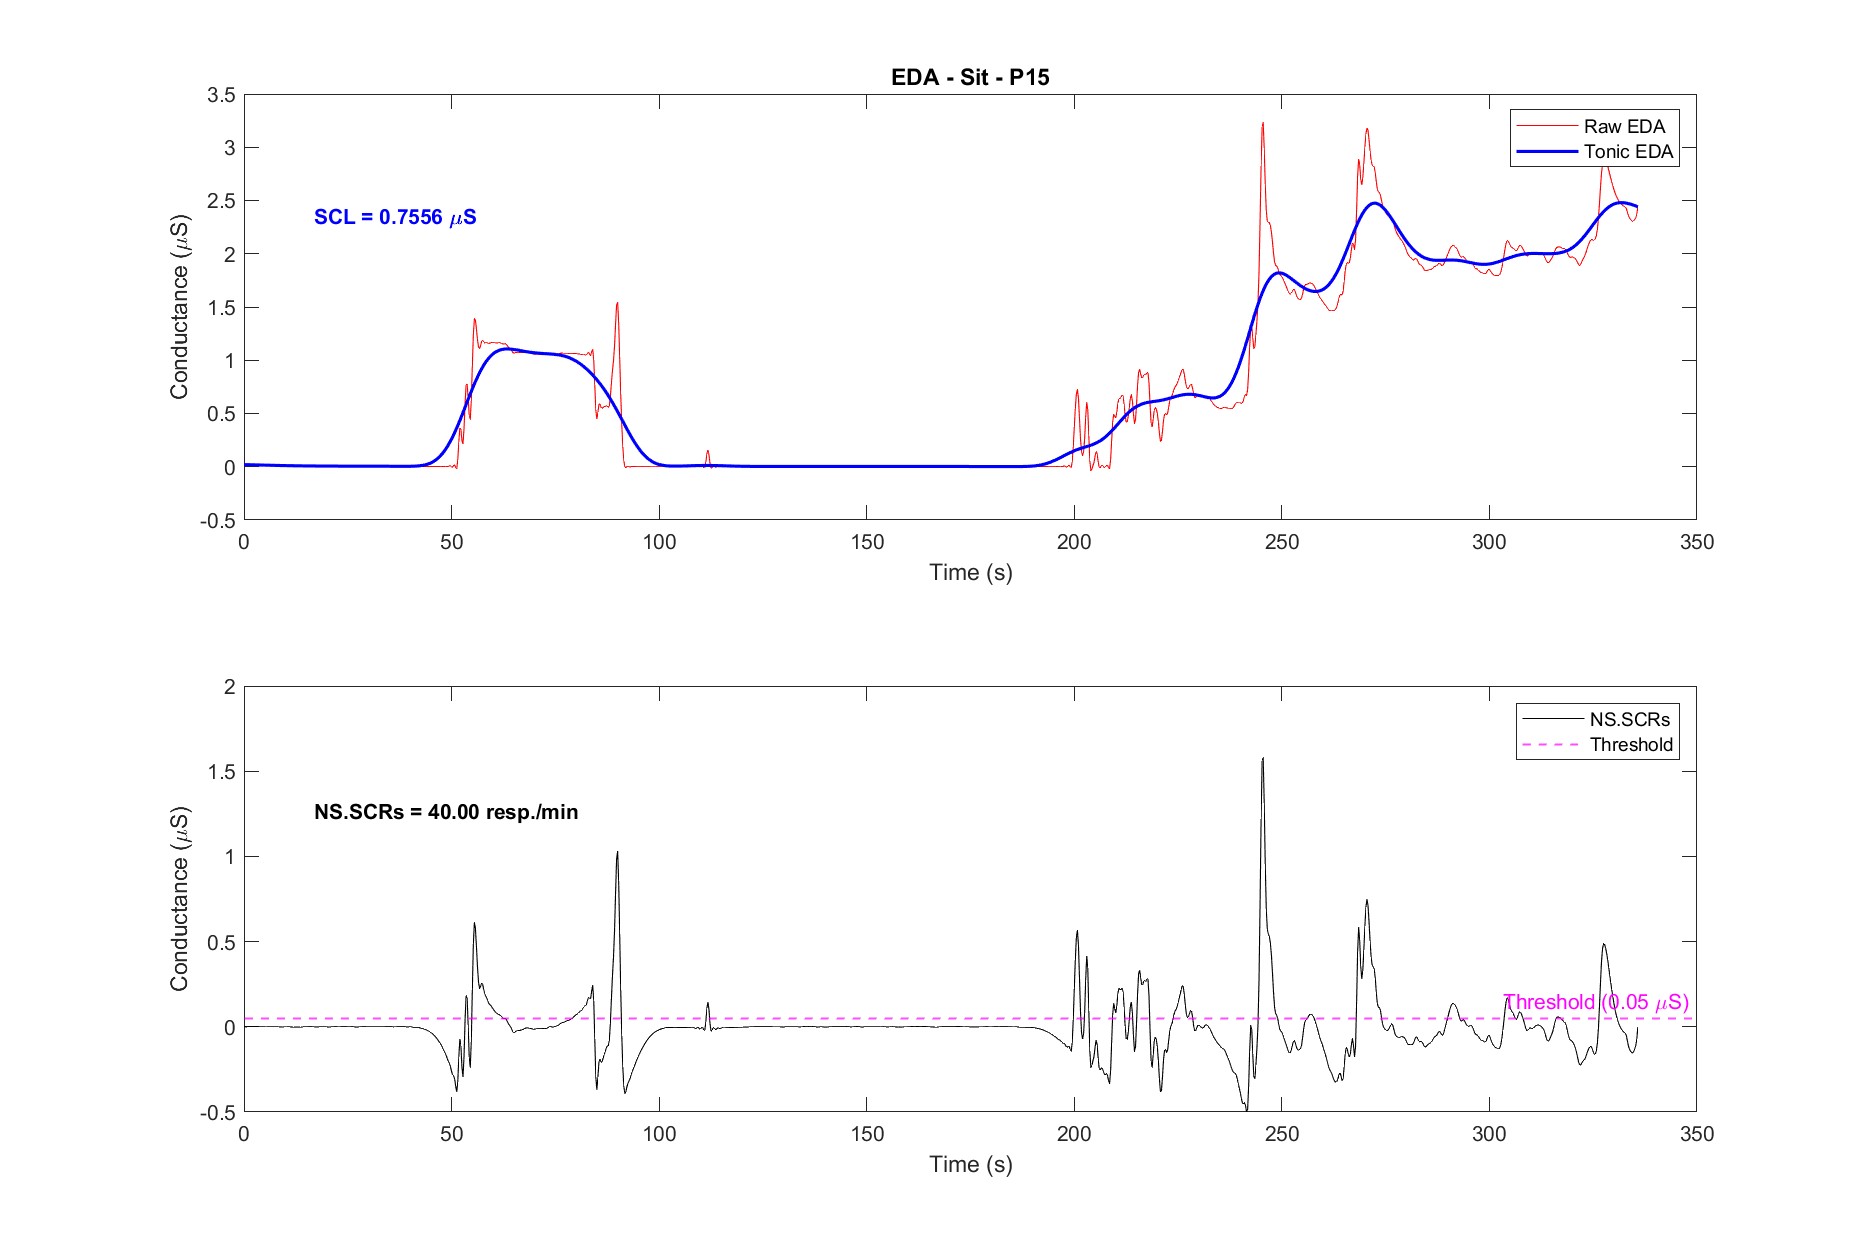 EDA - Sit - P15
3.5
3
2.5
2
1.5
1
0.5
0
-0.5
Conductance (μS)
SCL = 0.7556 μS
Raw EDA
Tonic EDA
0 50 100 150 200 250 300 350
Time (s)
2
1.5
1
0.5
0
-0.5
Conductance (μS)
NS.SCRs = 40.00 resp./min
NS.SCRs
Threshold
Threshold (0.05 μS)
0 50 100 150 200 250 300 350
Time (s)